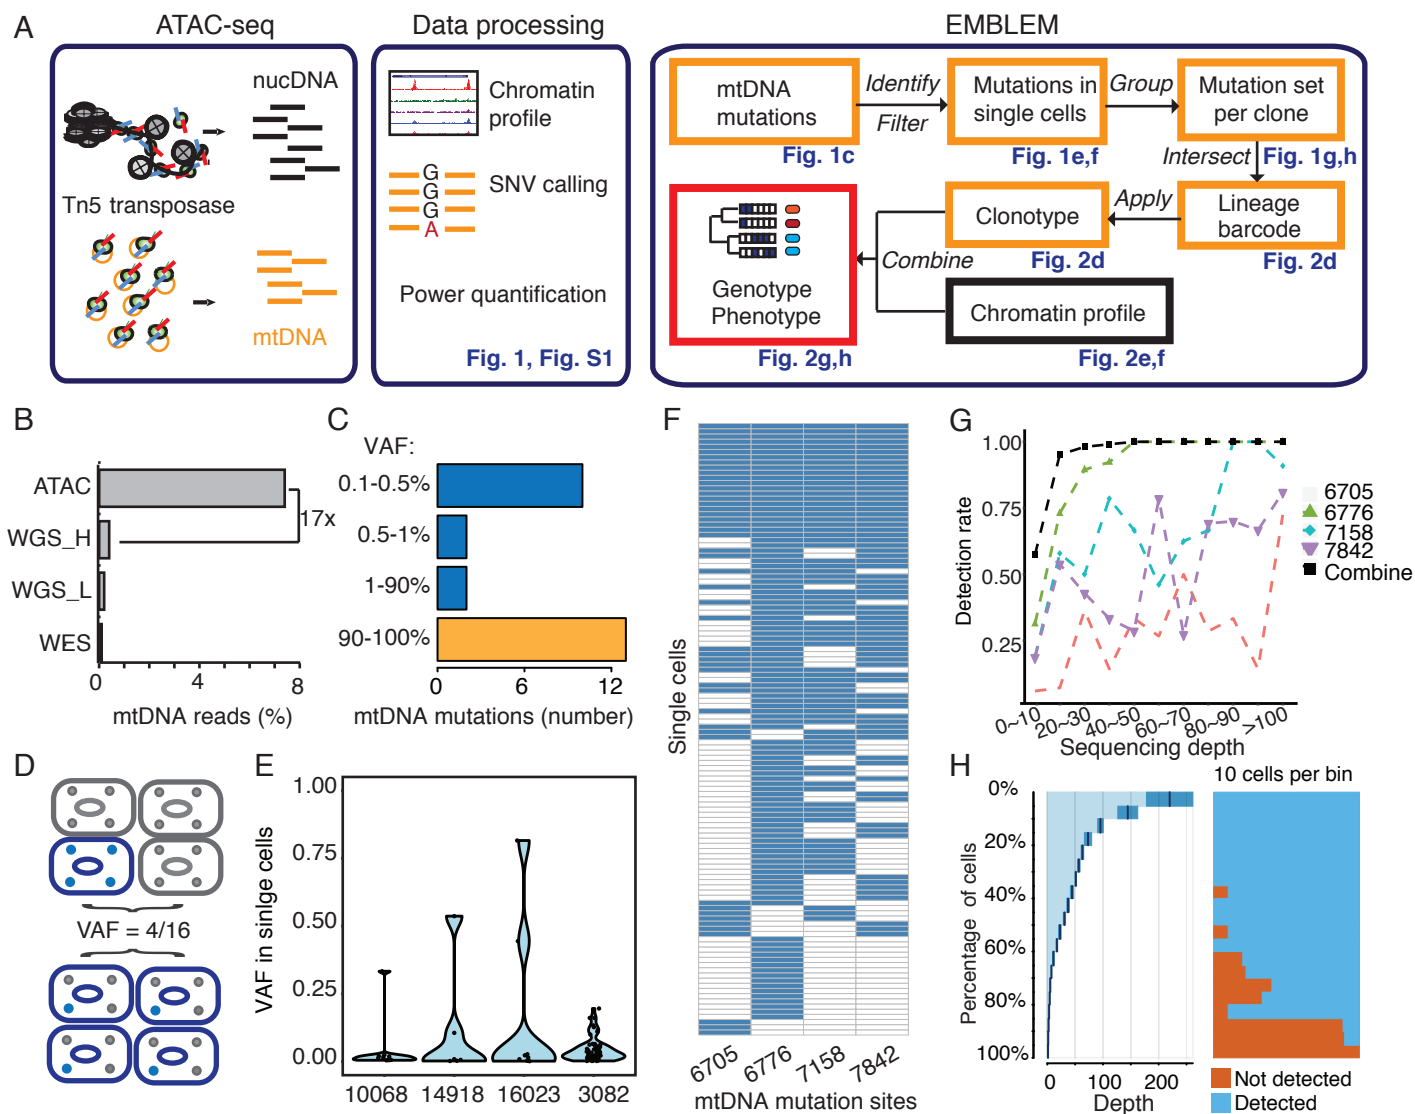 A
ATAC-seq
Data processing
EMBLEM
nucDNA
Tn5 transposase
mtDNA
Chromatin
profile
G
G
G
A
SNV calling
Power quantification
Fig. 1, Fig. S1
mtDNA
mutations
Fig. 1c
Identify
Filter
Mutations in
single cells
Fig. 1e,f
Group
Mutation set
per clone
Fig. 1g,h
Intersect
Lineage
barcode
Fig. 2d
Apply
Clonotype
Fig. 2d
Combine
Chromatin profile
Fig. 2e,f
Genotype
Phenotype
Fig. 2g,h
B
ATAC
WGS_H
WGS_L
WES
17x
0
4
8
mtDNA reads (%)
C
VAF:
0.1-0.5%
0.5-1%
1-90%
90-100%
0
6
12
mtDNA mutations (number)
D
VAF = 4/16
E
VAF in sinlge cells
1.00
0.75
0.50
0.25
0.00
10068
14918
16023
3082
F
Single cells
6705
6776
7158
7842
mtDNA mutation sites
G
Detection rate
1.00
0.75
0.50
0.25
0~10
20~30
40~50
60~70
80~90
>100
Sequencing depth
6705
6776
7158
7842
Combine
H
10 cells per bin
Percentage of cells
0%
20%
40%
60%
80%
100%
0
100
200
Depth
Not detected
Detected